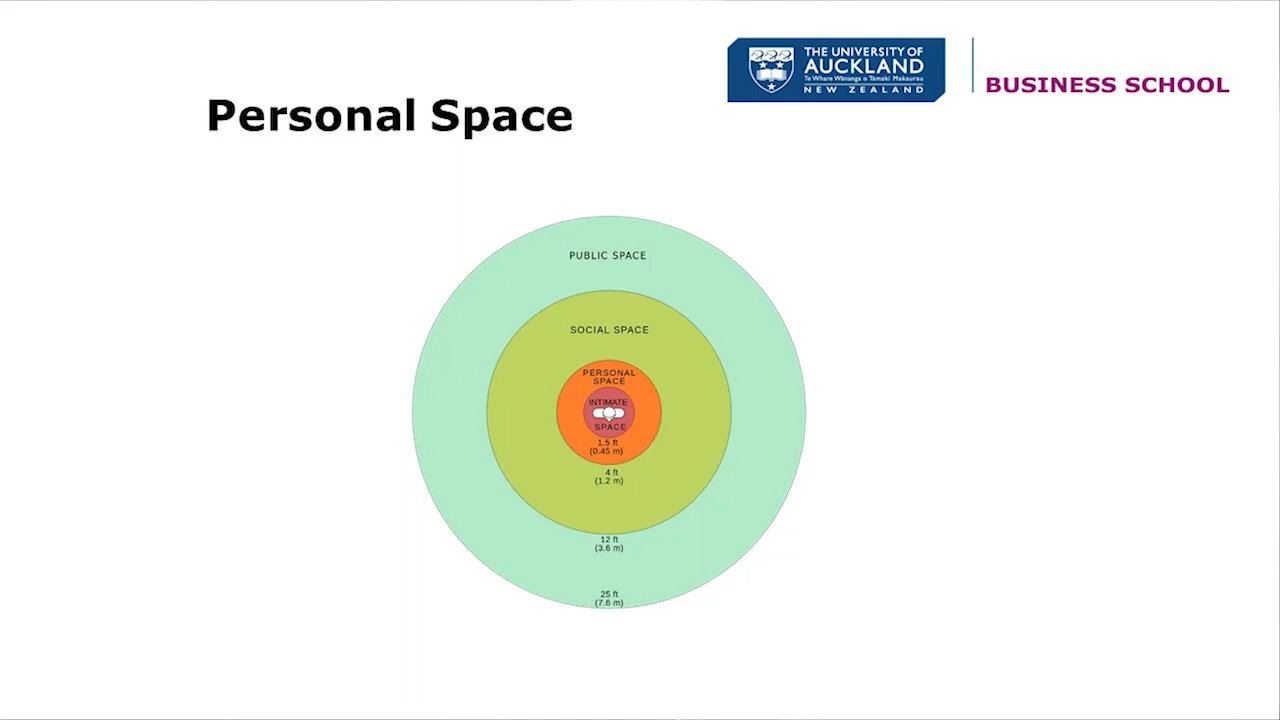 THE UNIVERSITY OF
AUCKLAND
Te Whare Wānanga o Tāmaki Makaurau
NEW ZEALAND
BUSINESS SCHOOL
Personal Space
PUBLIC SPACE
SOCIAL SPACE
PERSONAL
SPACE
INTIMATE
SPACE
1.5 ft
(0.45 m)
4 ft
(1.2 m)
12 ft
(3.6 m)
25 ft
(7.6 m)